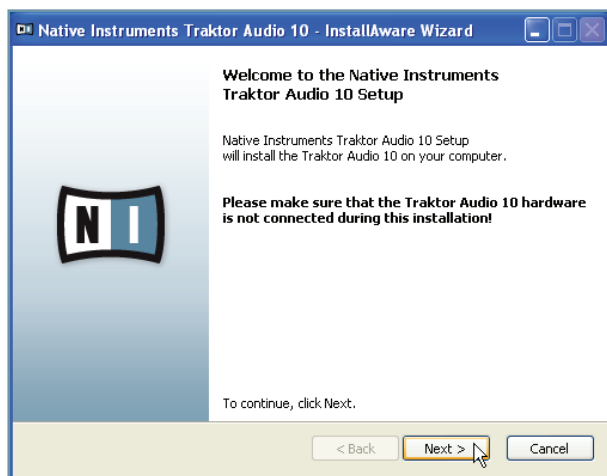 Native Instruments Traktor Audio 10 - InstallAware Wizard
Welcome to the Native Instruments
Traktor Audio 10 Setup
Native Instruments Traktor Audio 10 Setup
will install the Traktor Audio 10 on your computer.
Please make sure that the Traktor Audio 10 hardware
is not connected during this installation!
N I
To continue, click Next.
< Back Next > Cancel